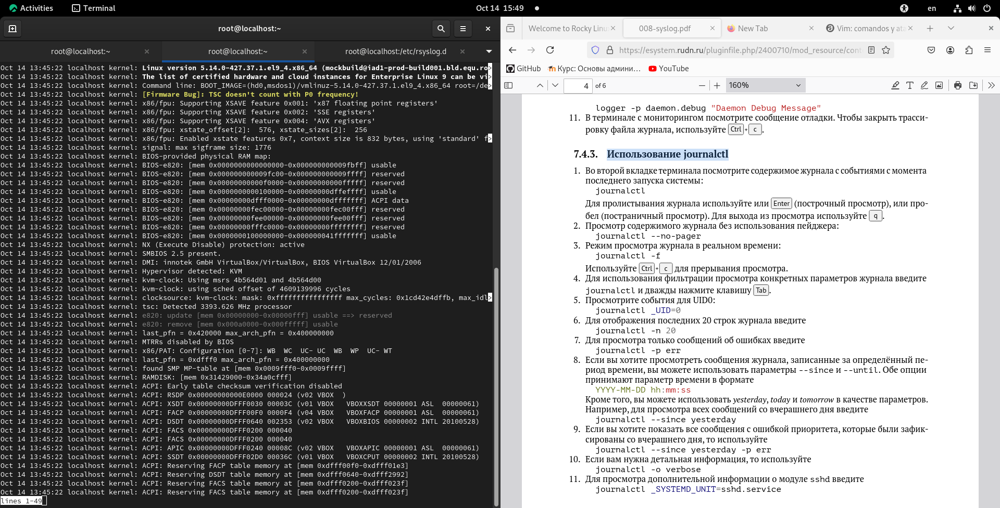 Activities
Terminal
Oct 14 15:49
en
root@localhost:~
root@localhost:~
root@localhost:~
root@localhost:/etc/rsyslog.d
Oct 14 13:45:22 localhost kernel: Linux version 5.14.0-427.37.1.el9_4.x86_64 (mockbuild@iad1-prod-build001.bld.equ.ro>
Oct 14 13:45:22 localhost kernel: The list of certified hardware and cloud instances for Enterprise Linux 9 can be vi>
Oct 14 13:45:22 localhost kernel: Command line: BOOT_IMAGE=(hd0,msdos1)/vmlinuz-5.14.0-427.37.1.el9_4.x86_64 root=/de>
Oct 14 13:45:22 localhost kernel: [Firmware Bug]: TSC doesn't count with P0 frequency!
Oct 14 13:45:22 localhost kernel: x86/fpu: Supporting XSAVE feature 0x001: 'x87 floating point registers'
Oct 14 13:45:22 localhost kernel: x86/fpu: Supporting XSAVE feature 0x002: 'SSE registers'
Oct 14 13:45:22 localhost kernel: x86/fpu: Supporting XSAVE feature 0x004: 'AVX registers'
Oct 14 13:45:22 localhost kernel: x86/fpu: xstate_offset[2]:  576, xstate_sizes[2]:  256
Oct 14 13:45:22 localhost kernel: x86/fpu: Enabled xstate features 0x7, context size is 832 bytes, using 'standard' f>
Oct 14 13:45:22 localhost kernel: signal: max sigframe size: 1776
Oct 14 13:45:22 localhost kernel: BIOS-provided physical RAM map:
Oct 14 13:45:22 localhost kernel: BIOS-e820: [mem 0x0000000000000000-0x000000000009fbff] usable
Oct 14 13:45:22 localhost kernel: BIOS-e820: [mem 0x000000000009fc00-0x000000000009ffff] reserved
Oct 14 13:45:22 localhost kernel: BIOS-e820: [mem 0x00000000000f0000-0x00000000000fffff] reserved
Oct 14 13:45:22 localhost kernel: BIOS-e820: [mem 0x0000000000100000-0x00000000dffeffff] usable
Oct 14 13:45:22 localhost kernel: BIOS-e820: [mem 0x00000000dfff0000-0x00000000dfffffff] ACPI data
Oct 14 13:45:22 localhost kernel: BIOS-e820: [mem 0x00000000fec00000-0x00000000fec00fff] reserved
Oct 14 13:45:22 localhost kernel: BIOS-e820: [mem 0x00000000fee00000-0x00000000fee00fff] reserved
Oct 14 13:45:22 localhost kernel: BIOS-e820: [mem 0x00000000fffc0000-0x00000000ffffffff] reserved
Oct 14 13:45:22 localhost kernel: BIOS-e820: [mem 0x0000000100000000-0x000000041fffffff] usable
Oct 14 13:45:22 localhost kernel: NX (Execute Disable) protection: active
Oct 14 13:45:22 localhost kernel: SMBIOS 2.5 present.
Oct 14 13:45:22 localhost kernel: DMI: innotek GmbH VirtualBox/VirtualBox, BIOS VirtualBox 12/01/2006
Oct 14 13:45:22 localhost kernel: Hypervisor detected: KVM
Oct 14 13:45:22 localhost kernel: kvm-clock: Using msrs 4b564d01 and 4b564d00
Oct 14 13:45:22 localhost kernel: kvm-clock: using sched offset of 4609139996 cycles
Oct 14 13:45:22 localhost kernel: clocksource: kvm-clock: mask: 0xffffffffffffffff max_cycles: 0x1cd42e4dffb, max_idl>
Oct 14 13:45:22 localhost kernel: tsc: Detected 3393.626 MHz processor
Oct 14 13:45:22 localhost kernel: e820: update [mem 0x00000000-0x00000fff] usable ==> reserved
Oct 14 13:45:22 localhost kernel: e820: remove [mem 0x000a0000-0x000fffff] usable
Oct 14 13:45:22 localhost kernel: last_pfn = 0x420000 max_arch_pfn = 0x400000000
Oct 14 13:45:22 localhost kernel: MTRRs disabled by BIOS
Oct 14 13:45:22 localhost kernel: x86/PAT: Configuration [0-7]: WB  WC  UC- UC  WB  WP  UC- WT
Oct 14 13:45:22 localhost kernel: last_pfn = 0xdfff0 max_arch_pfn = 0x400000000
Oct 14 13:45:22 localhost kernel: found SMP MP-table at [mem 0x0009fff0-0x0009ffff]
Oct 14 13:45:22 localhost kernel: RAMDISK: [mem 0x31429000-0x34a0cfff]
Oct 14 13:45:22 localhost kernel: ACPI: Early table checksum verification disabled
Oct 14 13:45:22 localhost kernel: ACPI: RSDP 0x00000000000E0000 000024 (v02 VBOX  )
Oct 14 13:45:22 localhost kernel: ACPI: XSDT 0x00000000DFFF0030 00003C (v01 VBOX   VBOXXSDT 00000001 ASL  00000061)
Oct 14 13:45:22 localhost kernel: ACPI: FACP 0x00000000DFFF00F0 0000F4 (v04 VBOX   VBOXFACP 00000001 ASL  00000061)
Oct 14 13:45:22 localhost kernel: ACPI: DSDT 0x00000000DFFF0640 002353 (v02 VBOX   VBOXBIOS 00000002 INTL 20100528)
Oct 14 13:45:22 localhost kernel: ACPI: FACS 0x00000000DFFF0200 000040
Oct 14 13:45:22 localhost kernel: ACPI: FACS 0x00000000DFFF0200 000040
Oct 14 13:45:22 localhost kernel: ACPI: APIC 0x00000000DFFF0240 00008C (v02 VBOX   VBOXAPIC 00000001 ASL  00000061)
Oct 14 13:45:22 localhost kernel: ACPI: SSDT 0x00000000DFFF02D0 00036C (v01 VBOX   VBOXCPUT 00000002 INTL 20100528)
Oct 14 13:45:22 localhost kernel: ACPI: Reserving FACP table memory at [mem 0xdfff00f0-0xdfff01e3]
Oct 14 13:45:22 localhost kernel: ACPI: Reserving DSDT table memory at [mem 0xdfff0640-0xdfff2992]
Oct 14 13:45:22 localhost kernel: ACPI: Reserving FACS table memory at [mem 0xdfff0200-0xdfff023f]
Oct 14 13:45:22 localhost kernel: ACPI: Reserving FACS table memory at [mem 0xdfff0200-0xdfff023f]
lines 1-49
Welcome to Rocky Linu
008-syslog.pdf
New Tab
Vim: comandos y ata
https://esystem.rudn.ru/pluginfile.php/2400710/mod_resource/cont
GitHub
Курс: Основы админи…
YouTube
4 of 6
160%
logger -p daemon.debug "Daemon Debug Message"
11. В терминале с мониторингом посмотрите сообщение отладки. Чтобы закрыть трасси-
ровку файла журнала, используйте Ctrl + c .
7.4.3. Использование journalctl
1. Во второй вкладке терминала посмотрите содержимое журнала с событиями с момента
последнего запуска системы:
journalctl
Для пролистывания журнала используйте или Enter (построчный просмотр), или про-
бел (постраничный просмотр). Для выхода из просмотра используйте q .
2. Просмотр содержимого журнала без использования пейджера:
journalctl --no-pager
3. Режим просмотра журнала в реальном времени:
journalctl -f
Используйте Ctrl + c для прерывания просмотра.
4. Для использования фильтрации просмотра конкретных параметров журнала введите
journalctl и дважды нажмите клавишу Tab .
5. Просмотрите события для UID0:
journalctl _UID=0
6. Для отображения последних 20 строк журнала введите
journalctl -n 20
7. Для просмотра только сообщений об ошибках введите
journalctl -p err
8. Если вы хотите просмотреть сообщения журнала, записанные за определённый пе-
риод времени, вы можете использовать параметры --since и --until. Обе опции
принимают параметр времени в формате
YYYY-MM-DD hh:mm:ss
Кроме того, вы можете использовать yesterday, today и tomorrow в качестве параметров.
Например, для просмотра всех сообщений со вчерашнего дня введите
journalctl --since yesterday
9. Если вы хотите показать все сообщения с ошибкой приоритета, которые были зафик-
сированы со вчерашнего дня, то используйте
journalctl --since yesterday -p err
10. Если вам нужна детальная информация, то используйте
journalctl -o verbose
11. Для просмотра дополнительной информации о модуле sshd введите
journalctl _SYSTEMD_UNIT=sshd.service